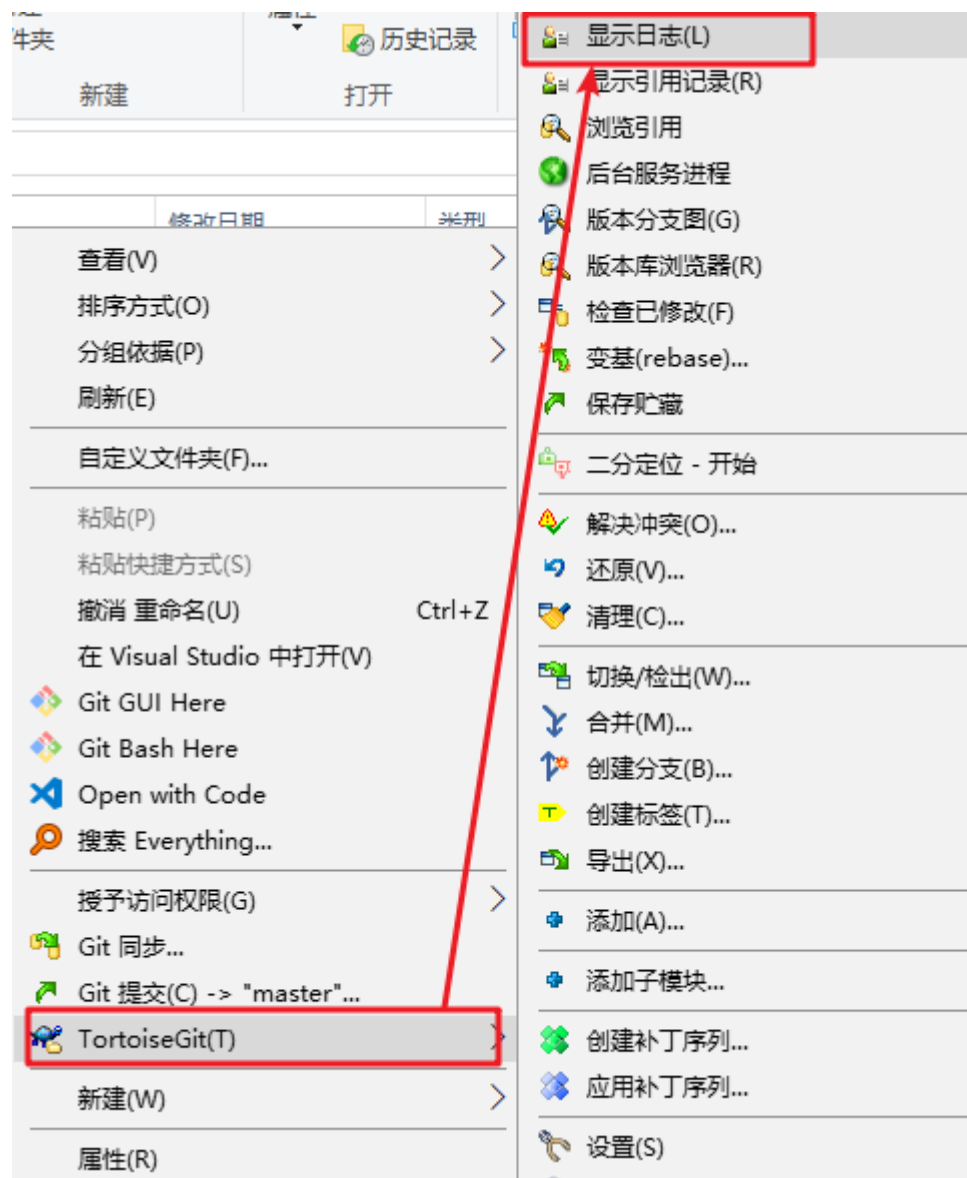 件夹
历史记录
新建
打开
修改日期
类型
查看(V)
排序方式(O)
分组依据(P)
刷新(E)
自定义文件夹(F)...
粘贴(P)
粘贴快捷方式(S)
撤消 重命名(U) Ctrl+Z
在 Visual Studio 中打开(V)
Git GUI Here
Git Bash Here
Open with Code
搜索 Everything...
授予访问权限(G)
Git 同步...
Git 提交(C) -> "master"...
TortoiseGit(T)
新建(W)
属性(R)
显示日志(L)
显示引用记录(R)
浏览引用
后台服务进程
版本分支图(G)
版本库浏览器(R)
检查已修改(F)
变基(rebase)...
保存贮藏
二分定位 - 开始
解决冲突(O)...
还原(V)...
清理(C)...
切换/检出(W)...
合并(M)...
创建分支(B)...
创建标签(T)...
导出(X)...
添加(A)...
添加子模块...
创建补丁序列...
应用补丁序列...
设置(S)